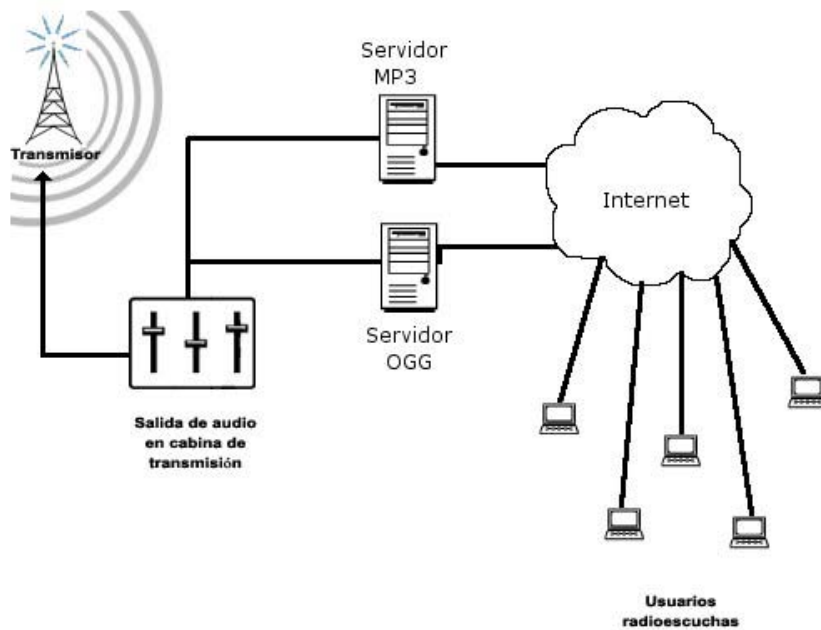 Servidor
MP3
Transmisor
Internet
Servidor
OGG
Salida de audio
en cabina de
transmisión
Usuarios
radioescuchas